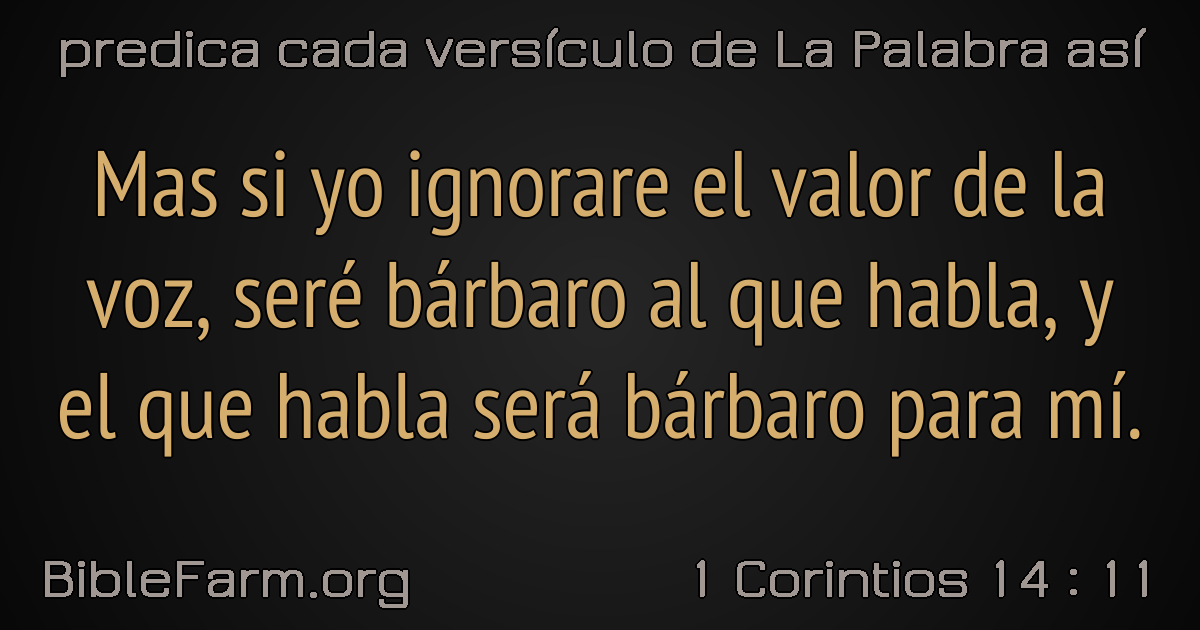 predica cada versículo de La Palabra así
Mas si yo ignorare el valor de la
voz, seré bárbaro al que habla, y
el que habla será bárbaro para mí.
BibleFarm.org
1 Corintios 14 : 11